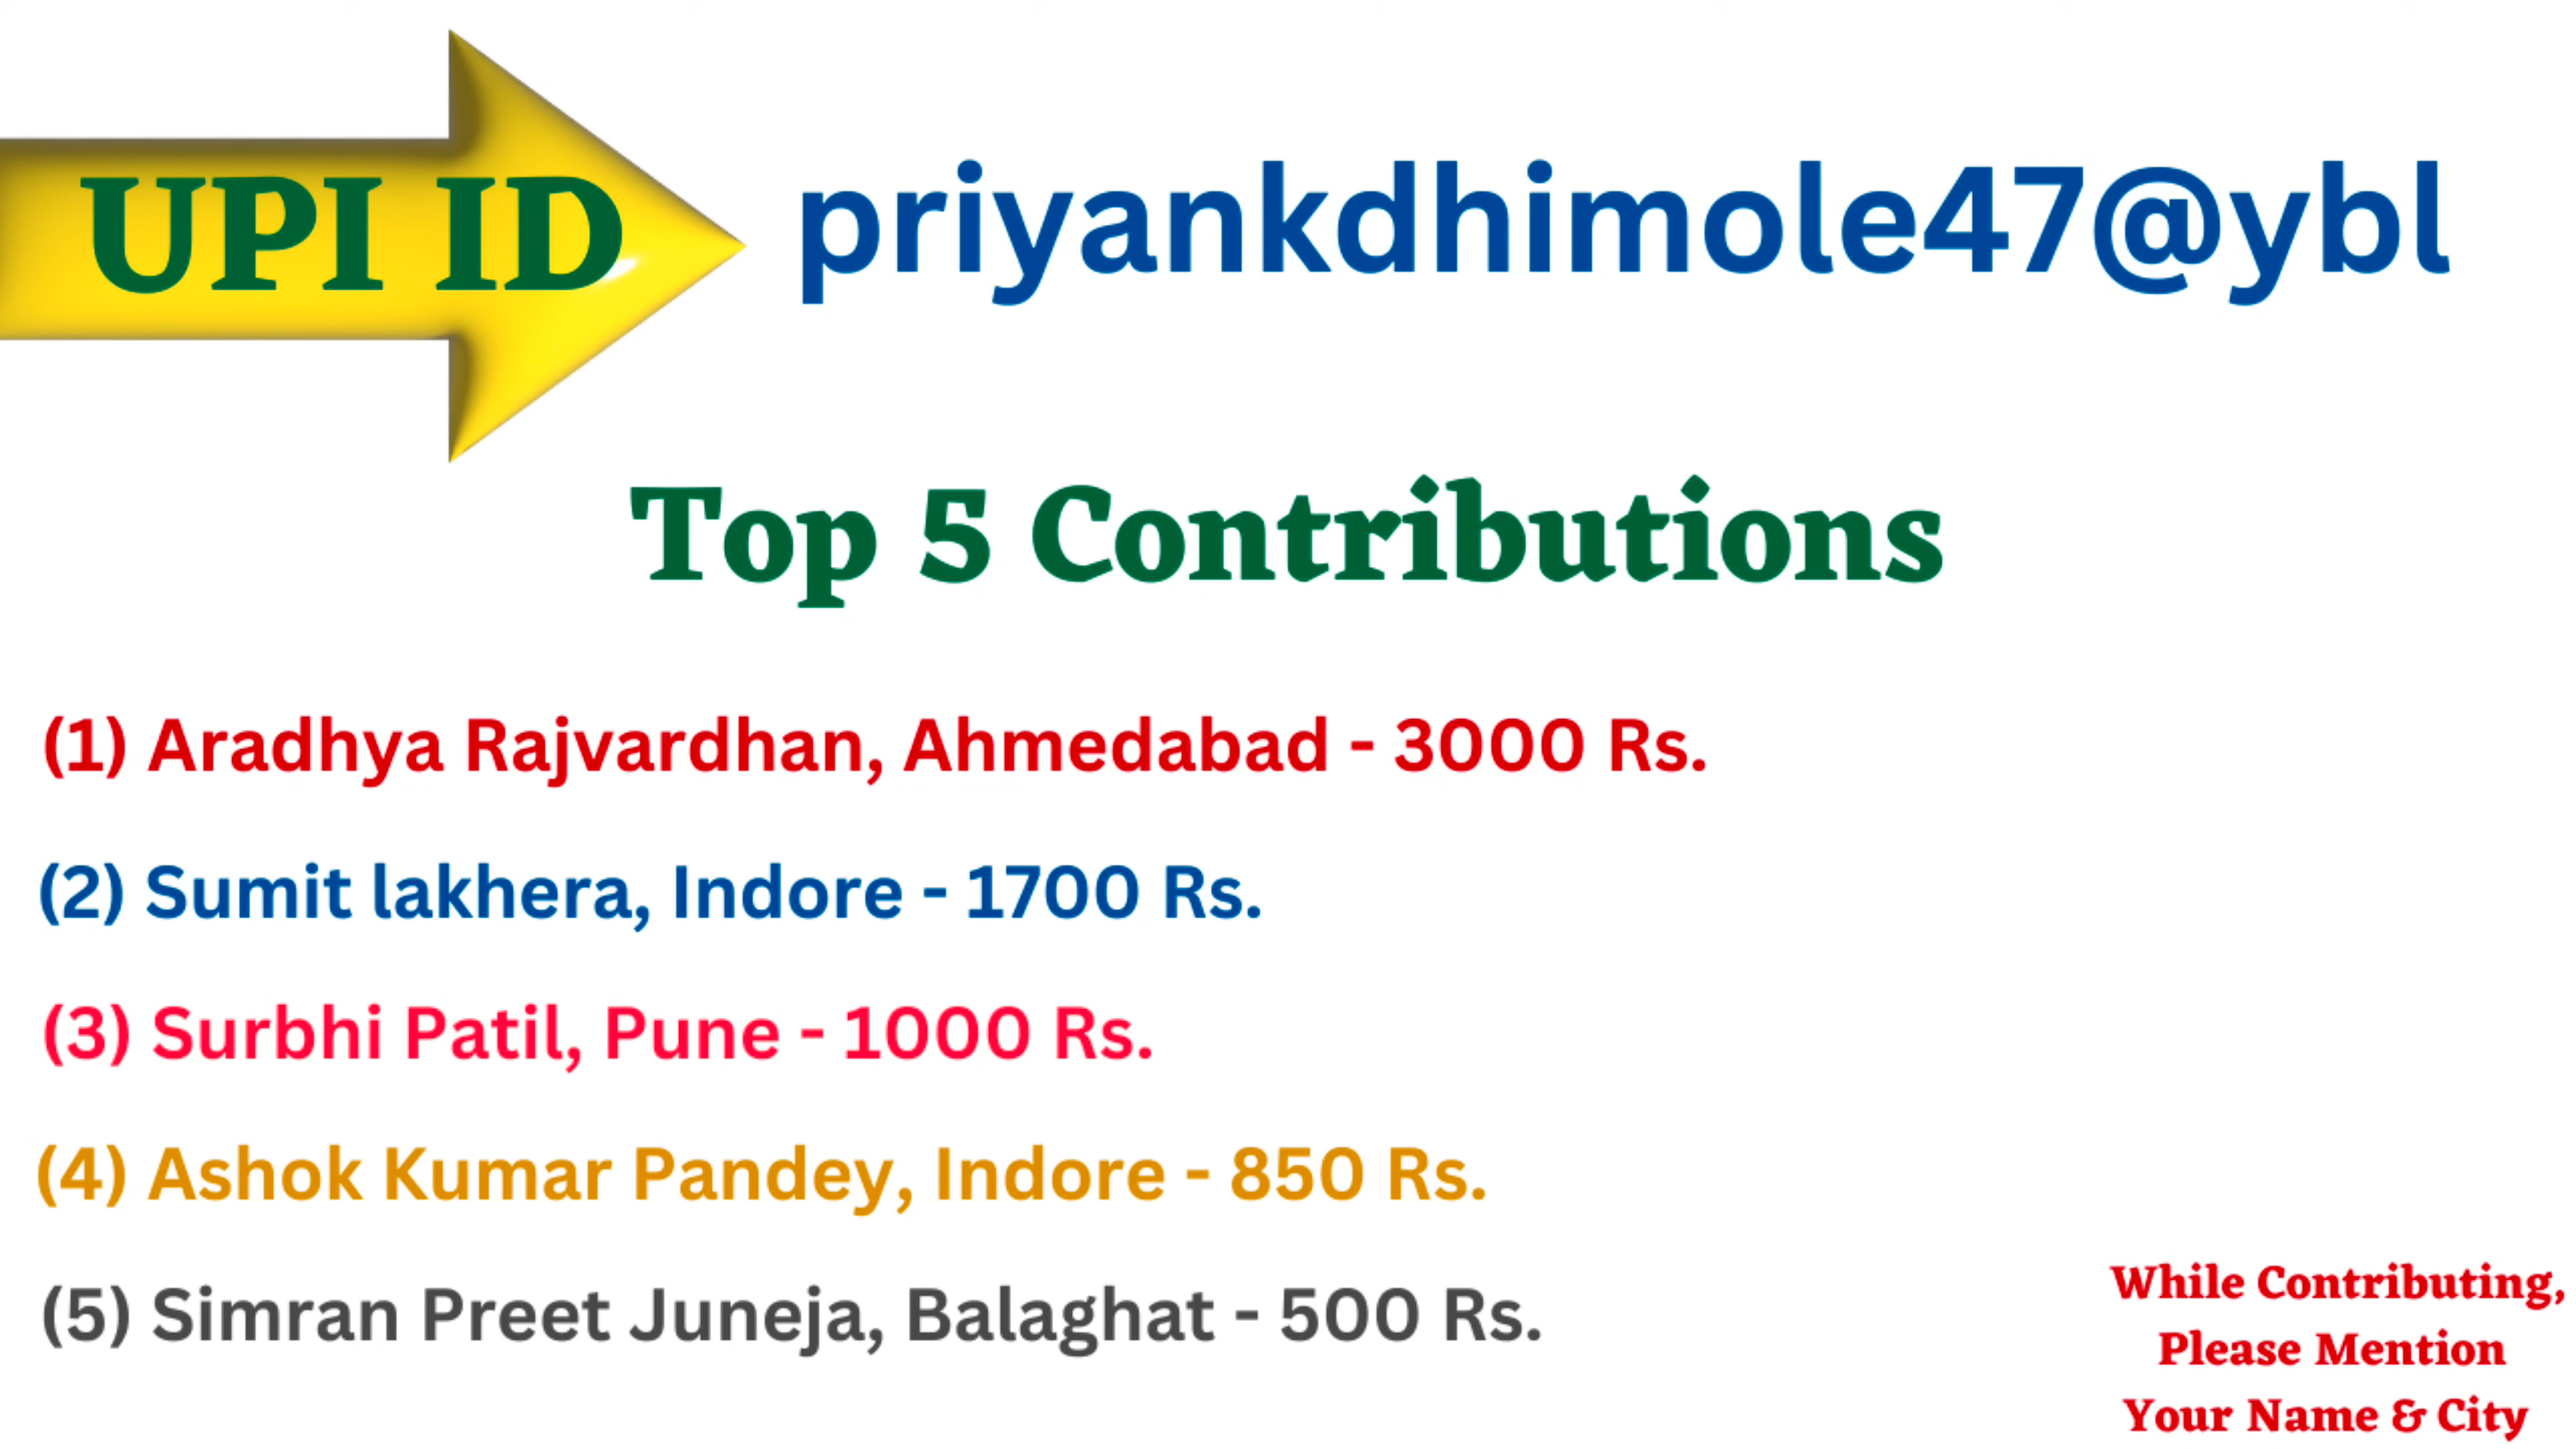 UPI ID
priyankdhimole47@ybl
Top 5 Contributions
(1) Aradhya Rajvardhan, Ahmedabad - 3000 Rs.
(2) Sumit lakhera, Indore - 1700 Rs.
(3) Surbhi Patil, Pune - 1000 Rs.
(4) Ashok Kumar Pandey, Indore - 850 Rs.
(5) Simran Preet Juneja, Balaghat - 500 Rs.
While Contributing,
Please Mention
Your Name & City